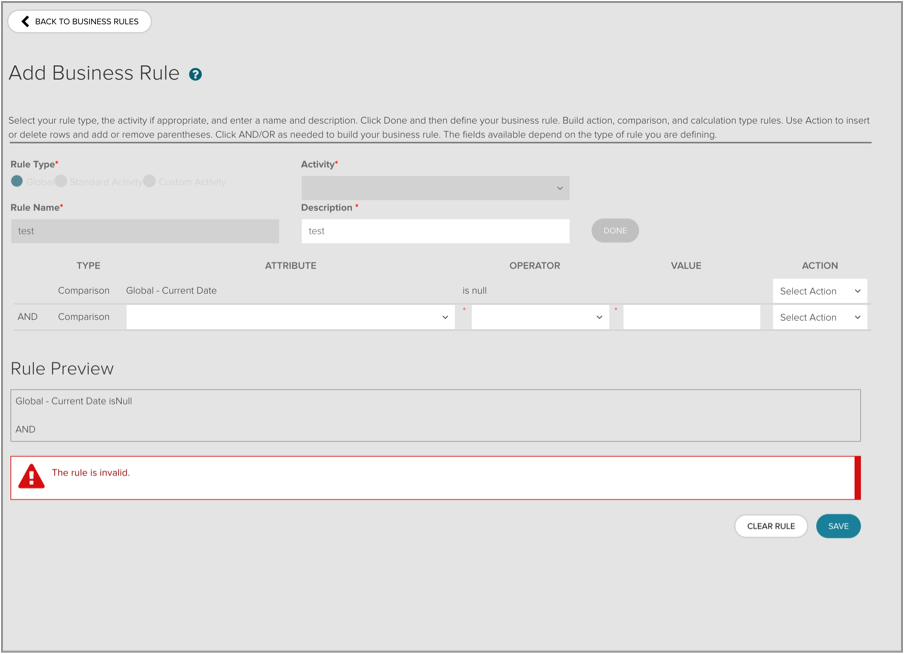 BACK TO BUSINESS RULES
Add Business Rule ?
Select your rule type, the activity if appropriate, and enter a name and description. Click Done and then define your business rule. Build action, comparison, and calculation type rules. Use Action to insert
or delete rows and add or remove parentheses. Click AND/OR as needed to build your business rule. The fields available depend on the type of rule you are defining.
Rule Type* Activity*
Global Standard Activity Custom Activity
Rule Name* Description *
test test DONE
TYPE ATTRIBUTE OPERATOR VALUE ACTION
Comparison Global - Current Date is null Select Action
AND Comparison * * Select Action
Rule Preview
Global - Current Date isNull
AND
The rule is invalid.
CLEAR RULE SAVE